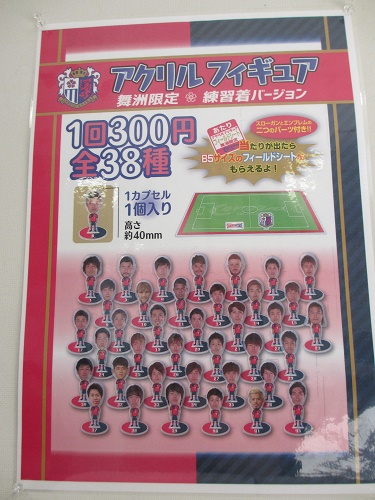 アクリルフィギュア
舞洲限定 練習着バージョン
1回300円
全38種
あたり
スローガンとエンブレムの
二つのパーツ付き!!
当たりが出たら
B5サイズのフィールドシートが
もらえるよ!
1カプセル
1個入り
高さ
約40mm